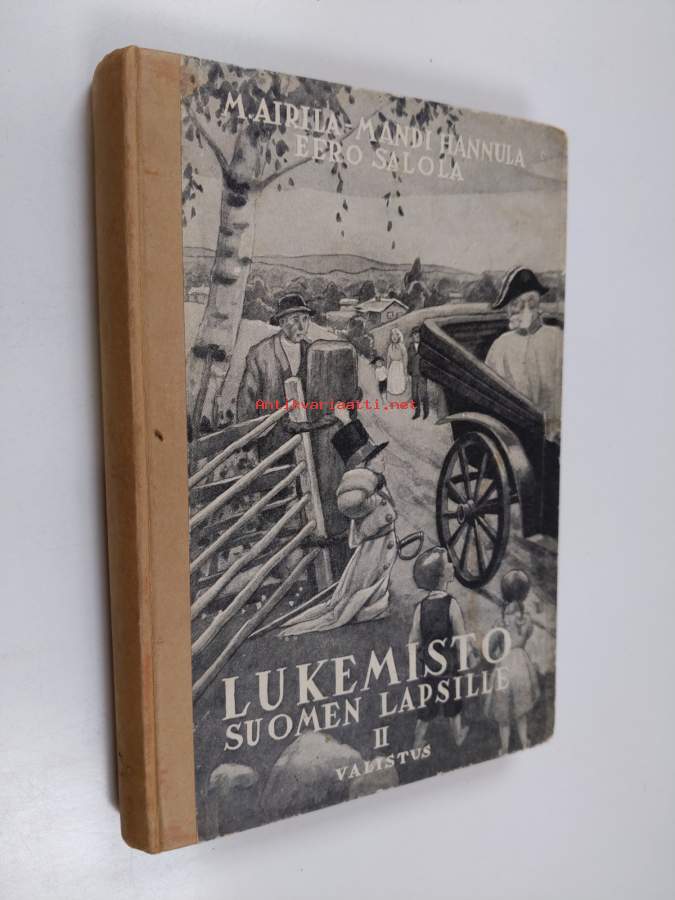 M. AIRILA - MANDI HANNULA
EERO SALOLA
Antikvariaatti.net
LUKEMISTO
SUOMEN LAPSILLE
II
VALISTUS